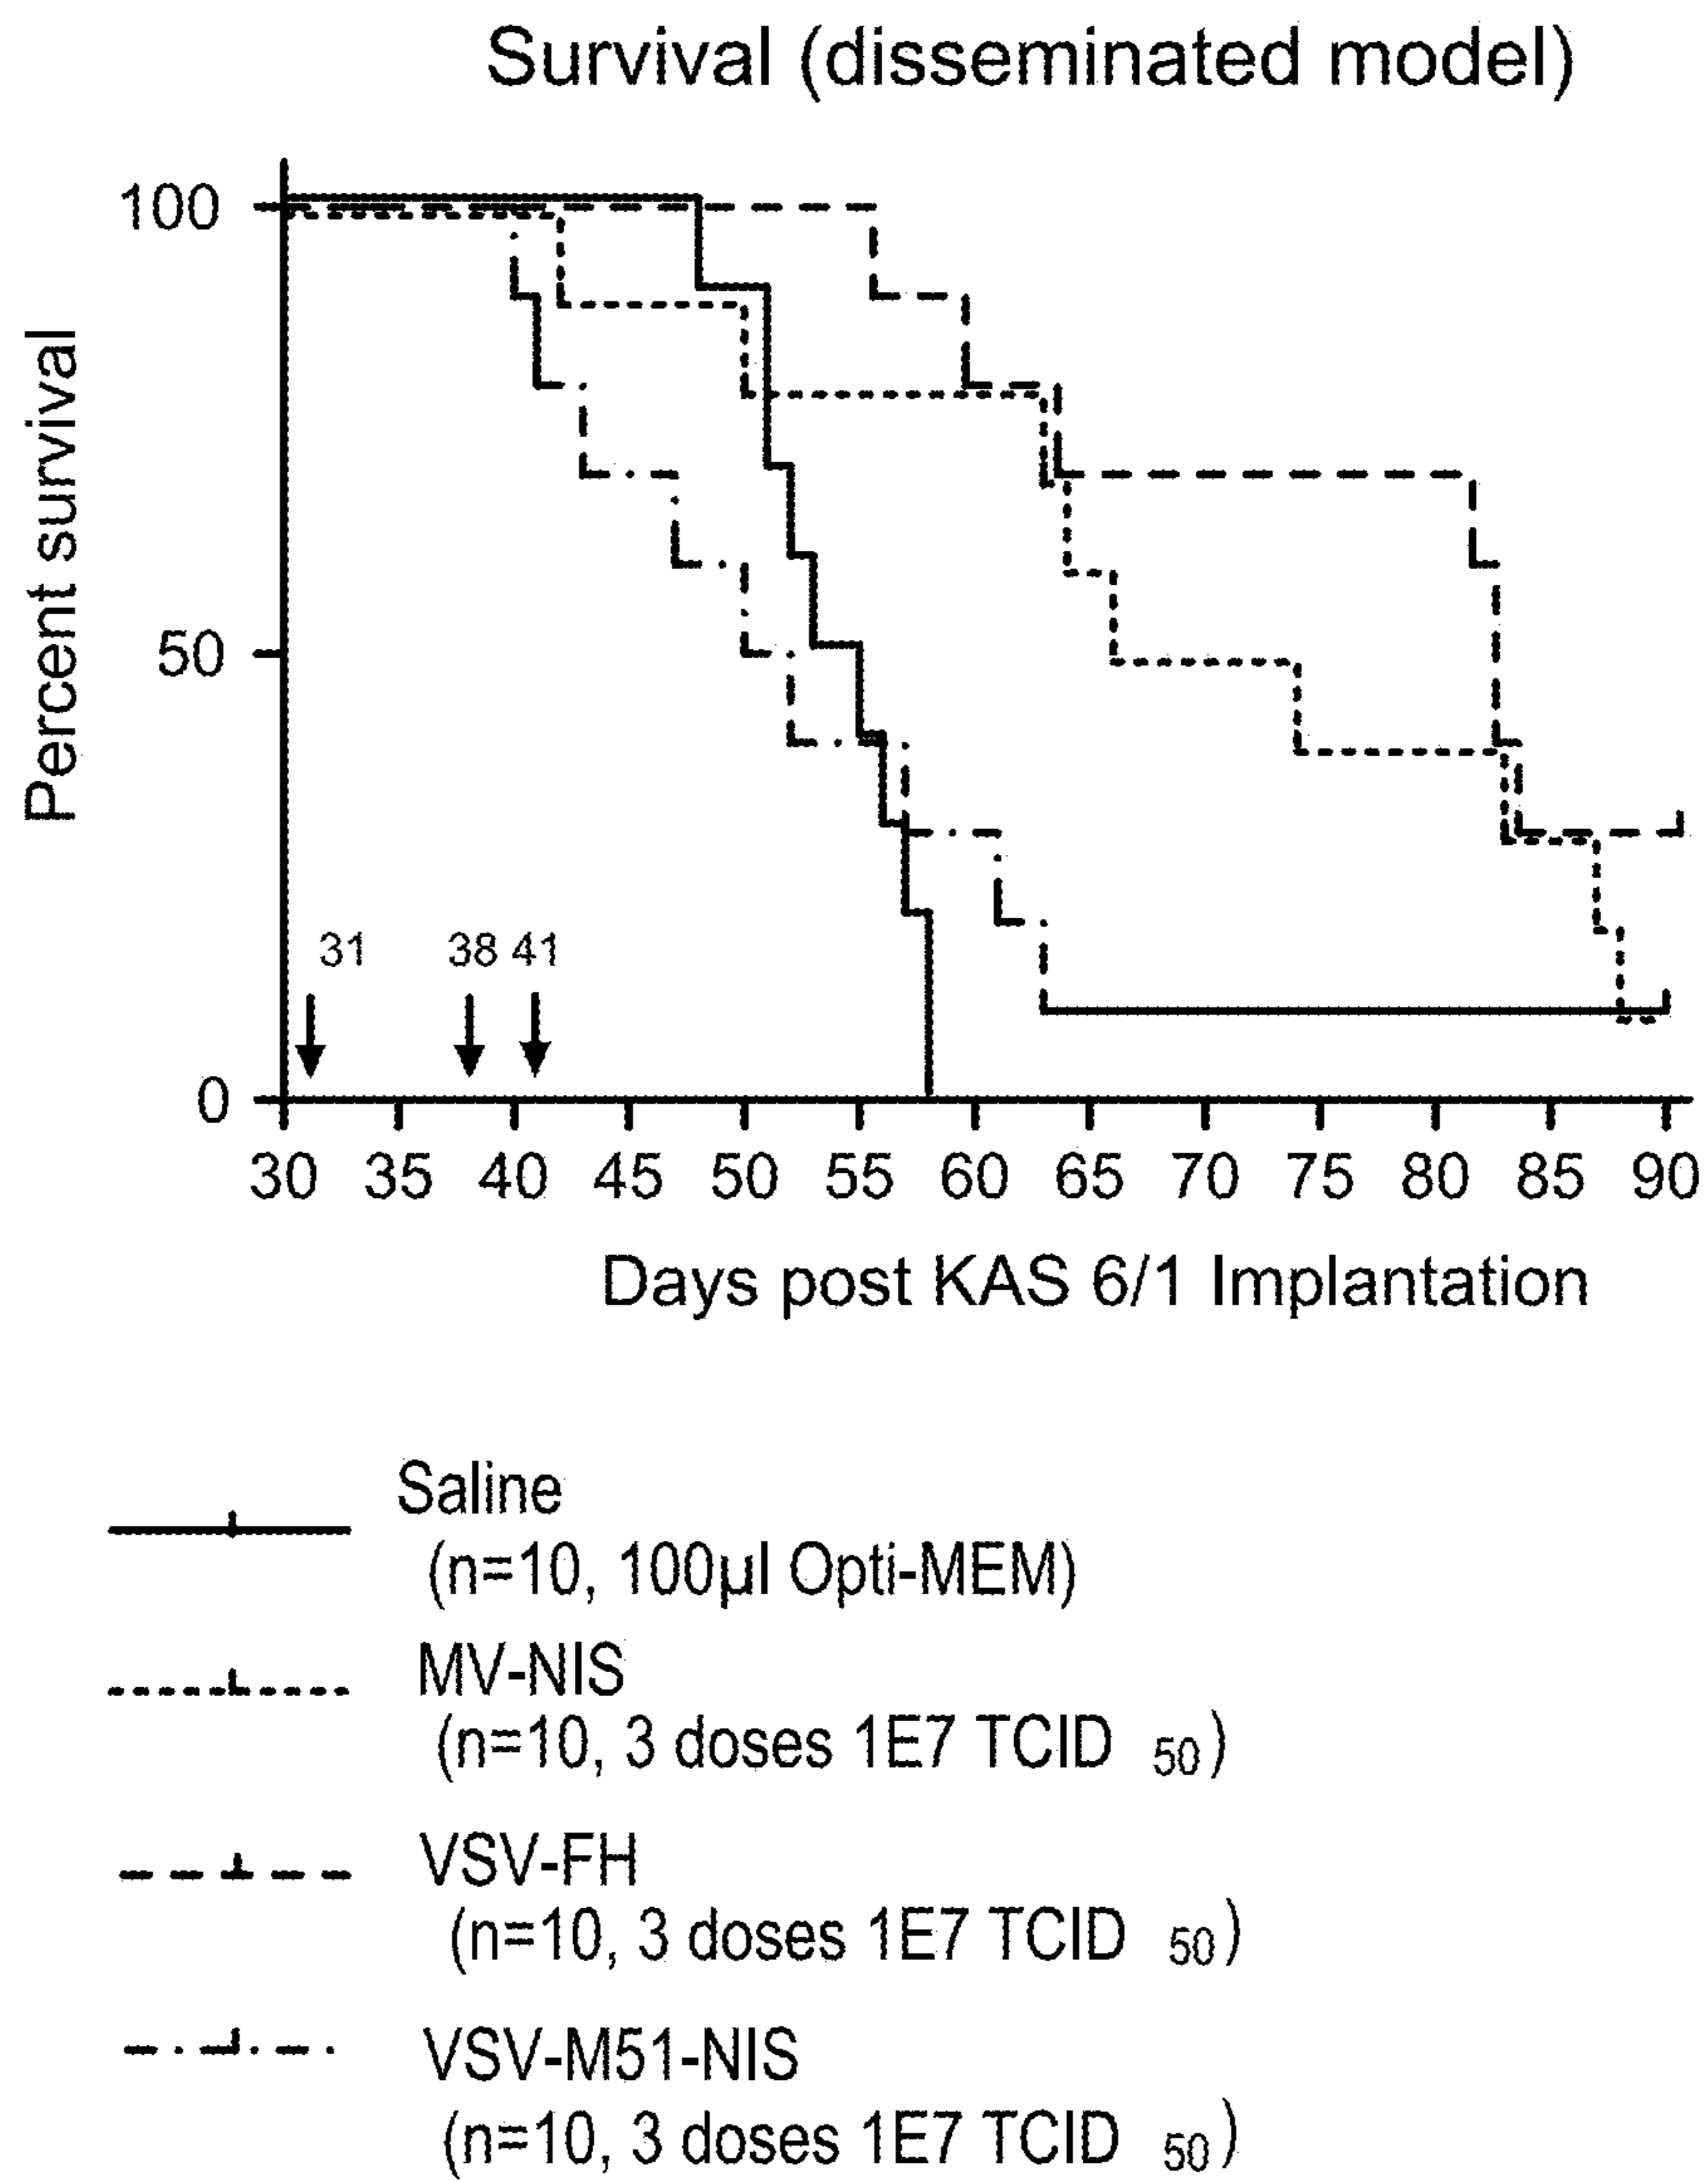 Survival (disseminated model)
Percent survival
100
50
0
31 38 41
30 35 40 45 50 55 60 65 70 75 80 85 90
Days post KAS 6/1 Implantation
Saline
(n=10, 100µl Opti-MEM)
MV-NIS
(n=10, 3 doses 1E7 TCID 50)
VSV-FH
(n=10, 3 doses 1E7 TCID 50)
VSV-M51-NIS
(n=10, 3 doses 1E7 TCID 50)